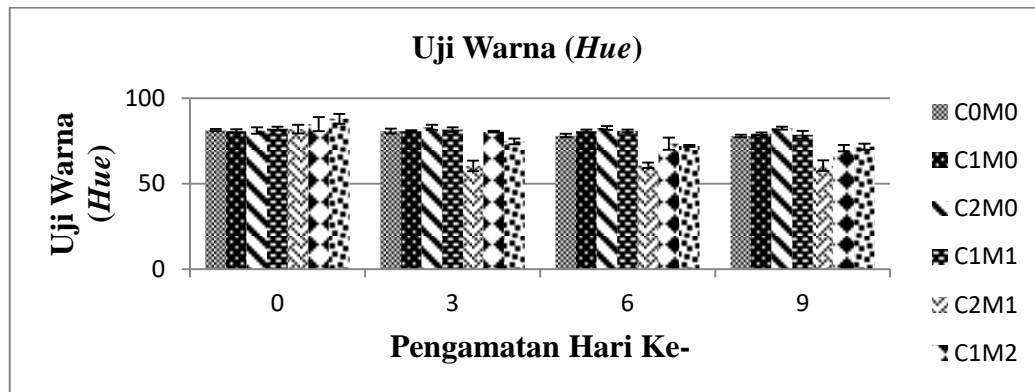 Uji Warna (Hue)
Uji Warna
(Hue)
100
50
0
0 3 6 9
Pengamatan Hari Ke-
C0M0
C1M0
C2M0
C1M1
C2M1
C1M2